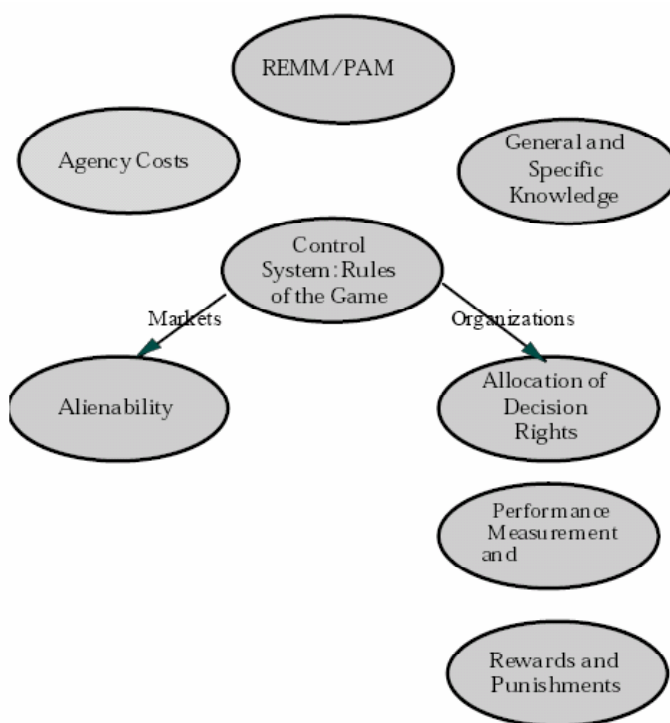 REMM/PAM
Agency Costs
General and
Specific
Knowledge
Control
System: Rules
of the Game
Markets
Organizations
Alienability
Allocation of
Decision
Rights
Performance
Measurement
and
Rewards and
Punishments